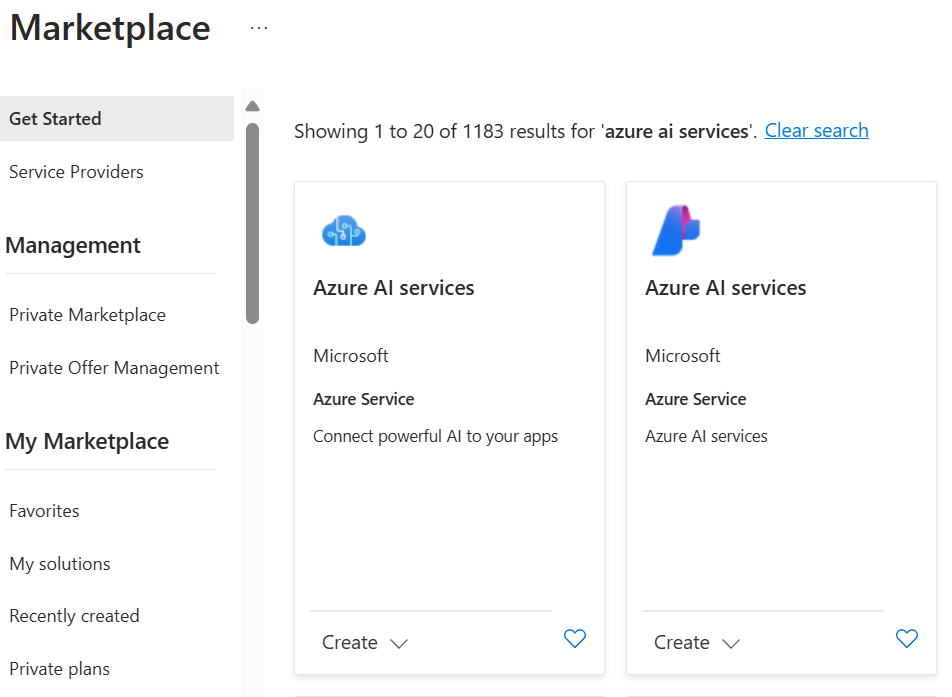 Marketplace ...
Get Started
Service Providers
Management
Private Marketplace
Private Offer Management
My Marketplace
Favorites
My solutions
Recently created
Private plans
Showing 1 to 20 of 1183 results for 'azure ai services'. Clear search
Azure AI services
Microsoft
Azure Service
Connect powerful AI to your apps
Create
Azure AI services
Microsoft
Azure Service
Azure AI services
Create